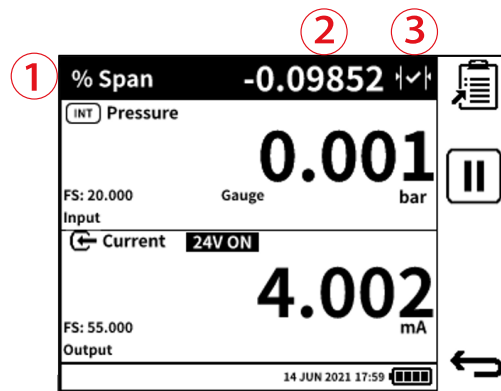 ② ③
① % Span -0.09852
INT Pressure
0.001
FS: 20.000 Gauge bar
Input
Current 24V ON
4.002
FS: 55.000 mA
Output
14 JUN 2021 17:59